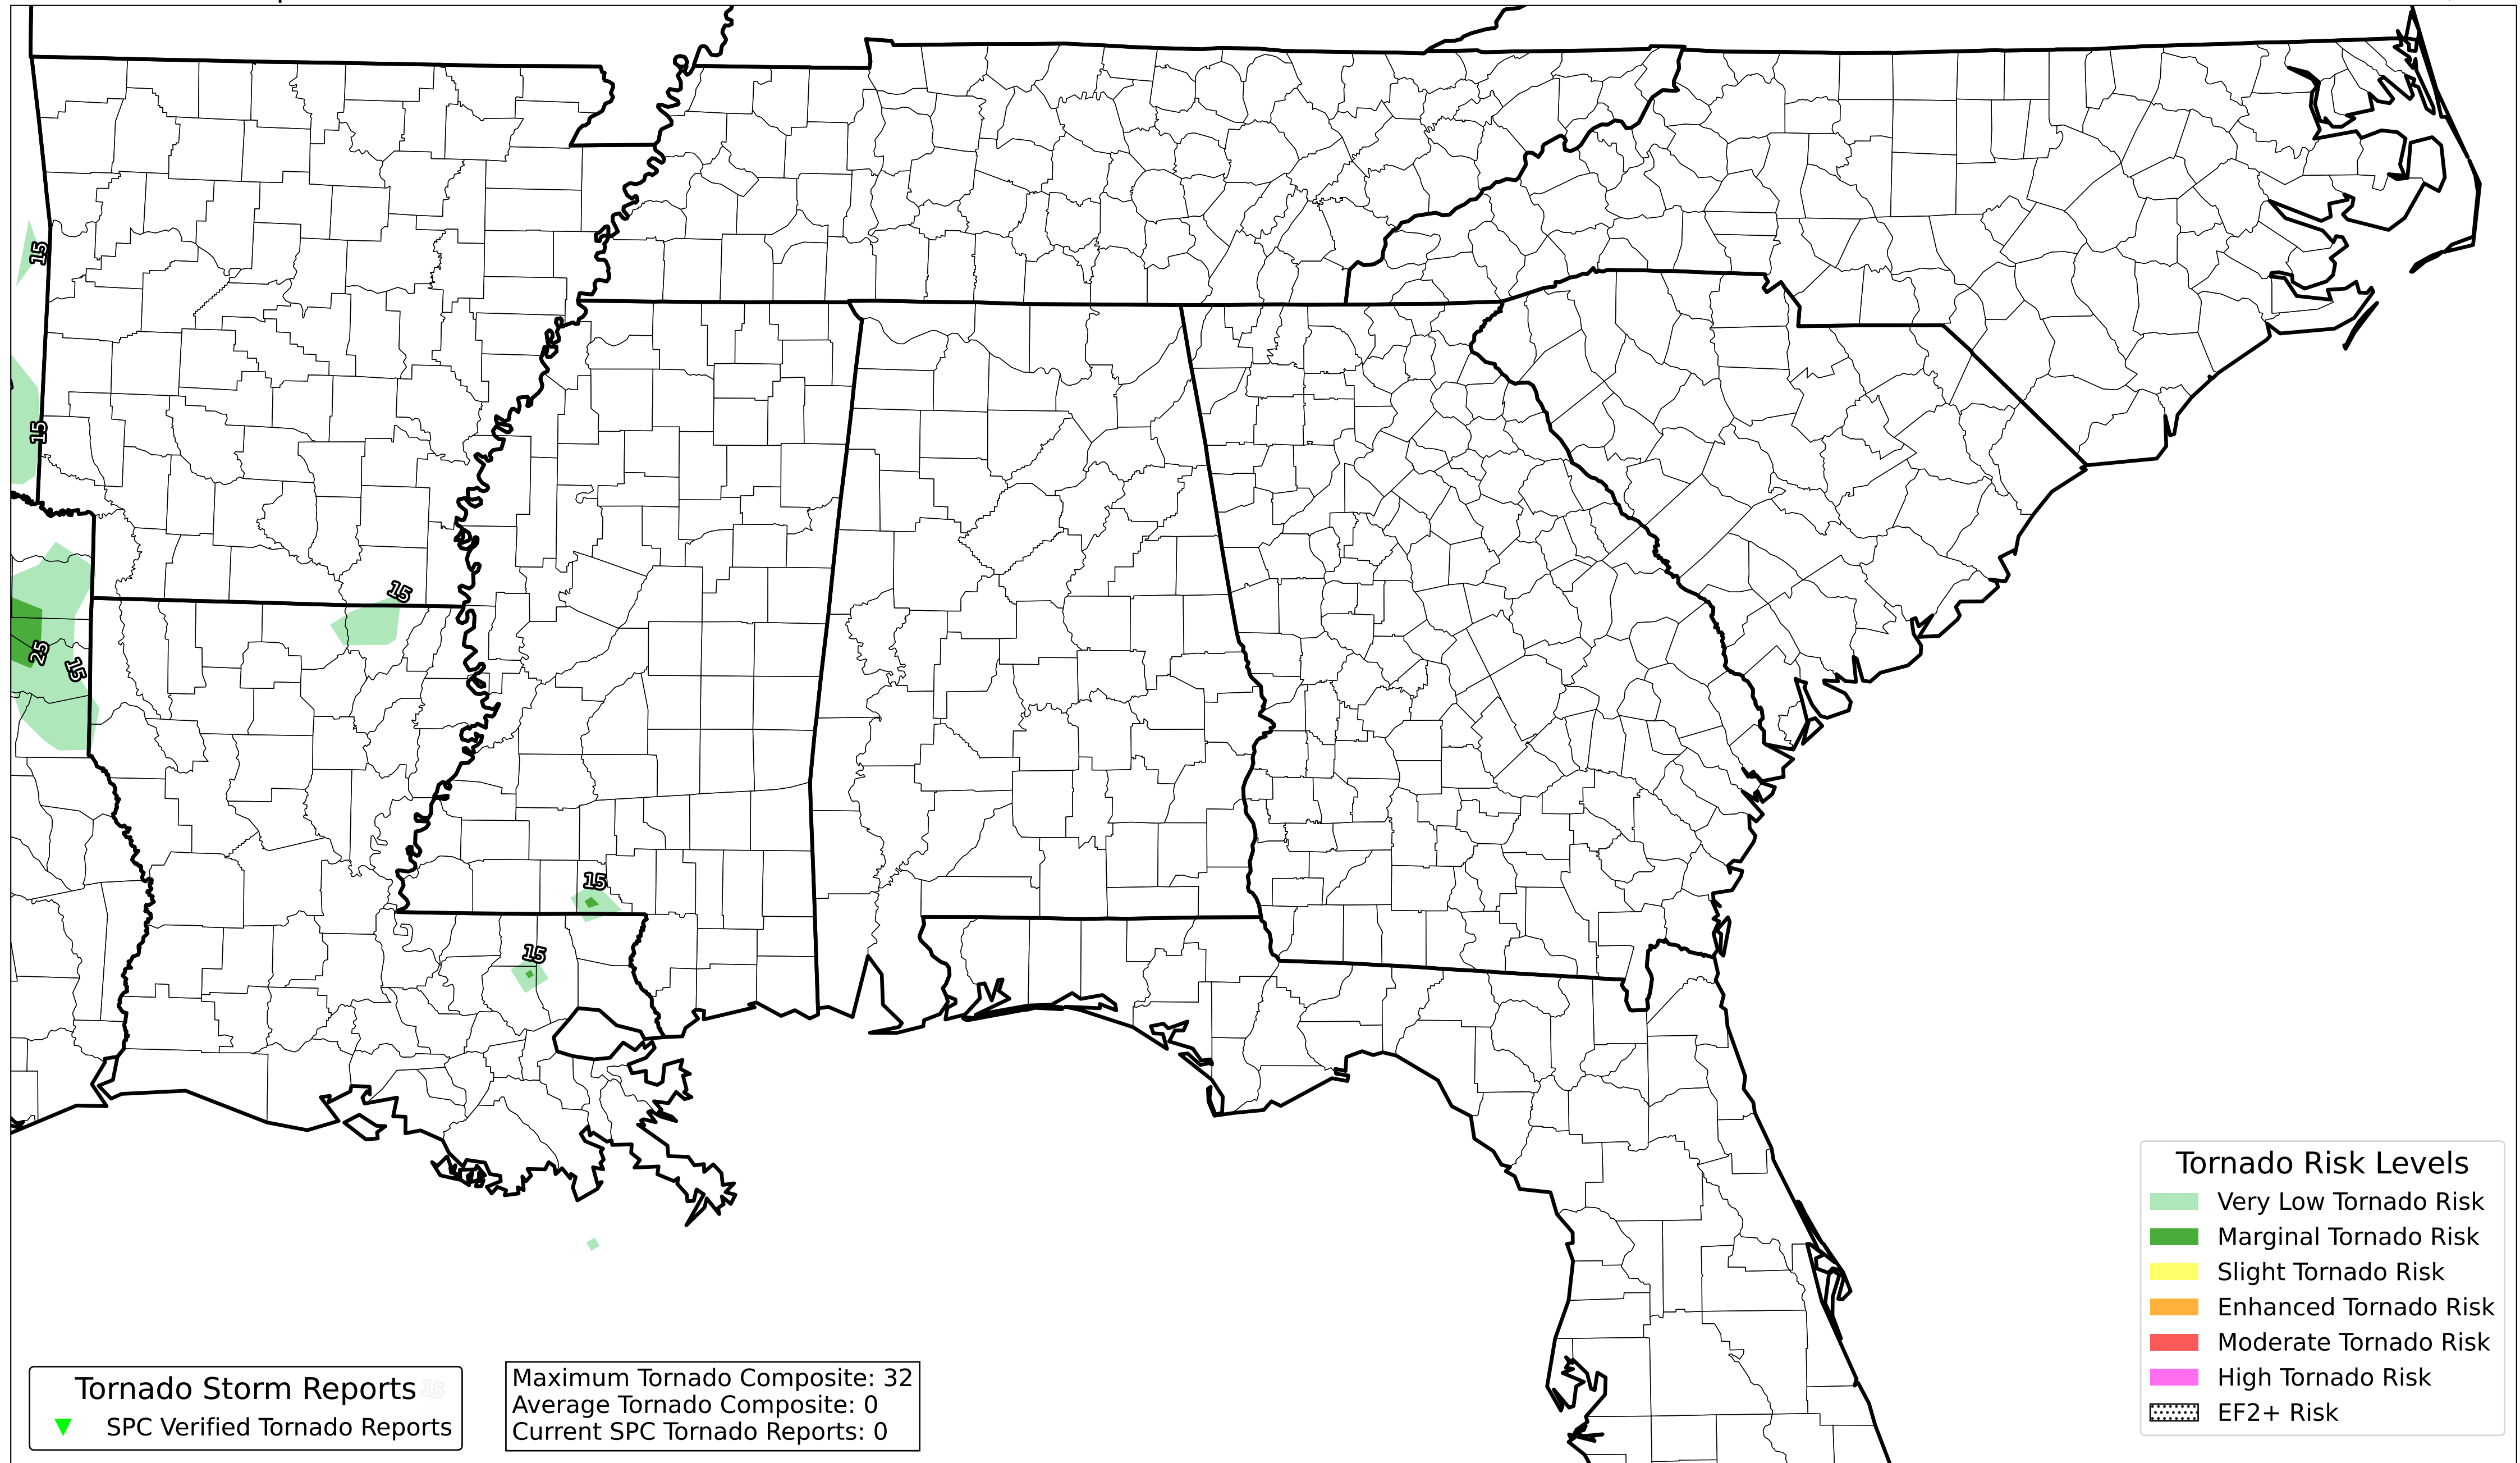 15
15
15
25
15
15
15
Tornado Risk Levels
Very Low Tornado Risk
Marginal Tornado Risk
Slight Tornado Risk
Enhanced Tornado Risk
Moderate Tornado Risk
High Tornado Risk
EF2+ Risk
Tornado Storm Reports
15
SPC Verified Tornado Reports
Maximum Tornado Composite: 32
Average Tornado Composite: 0
Current SPC Tornado Reports: 0